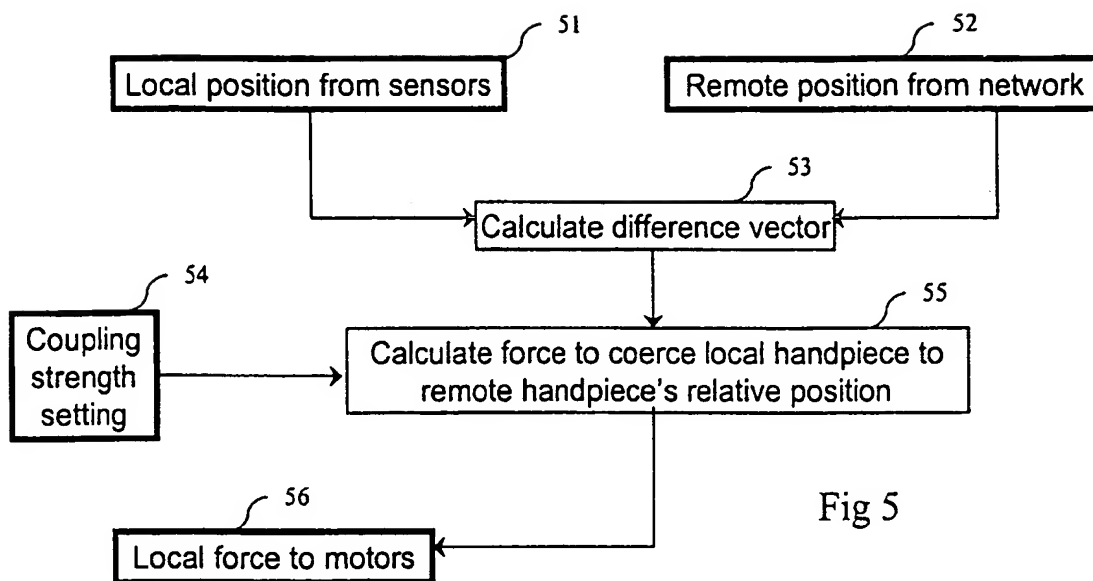 51
52
Local position from sensors
Remote position from network
53
Calculate difference vector
54
55
Coupling
strength
setting
Calculate force to coerce local handpiece to
remote handpiece's relative position
56
Local force to motors
Fig 5